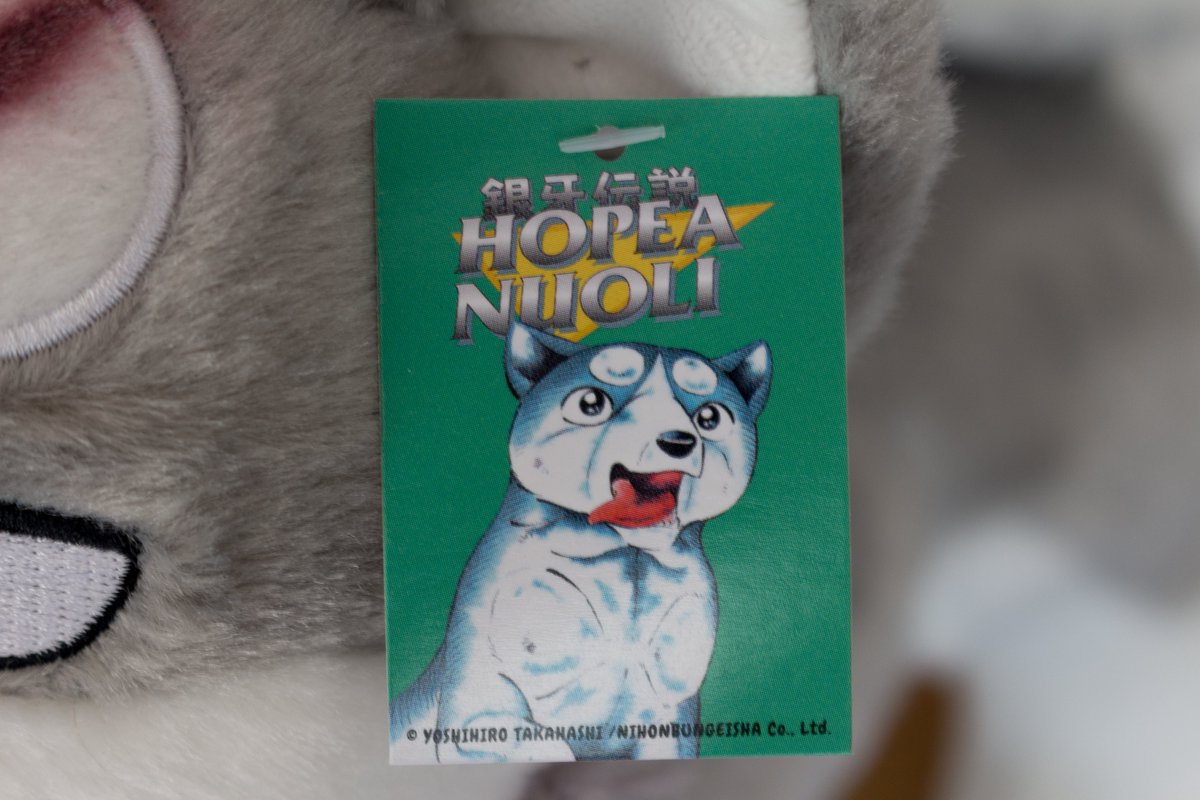 銀牙伝説
HOPEA
NUOLI
© YOSHIHIRO TAKAHASHI /NIHONBUNGEISHA Co., Ltd.